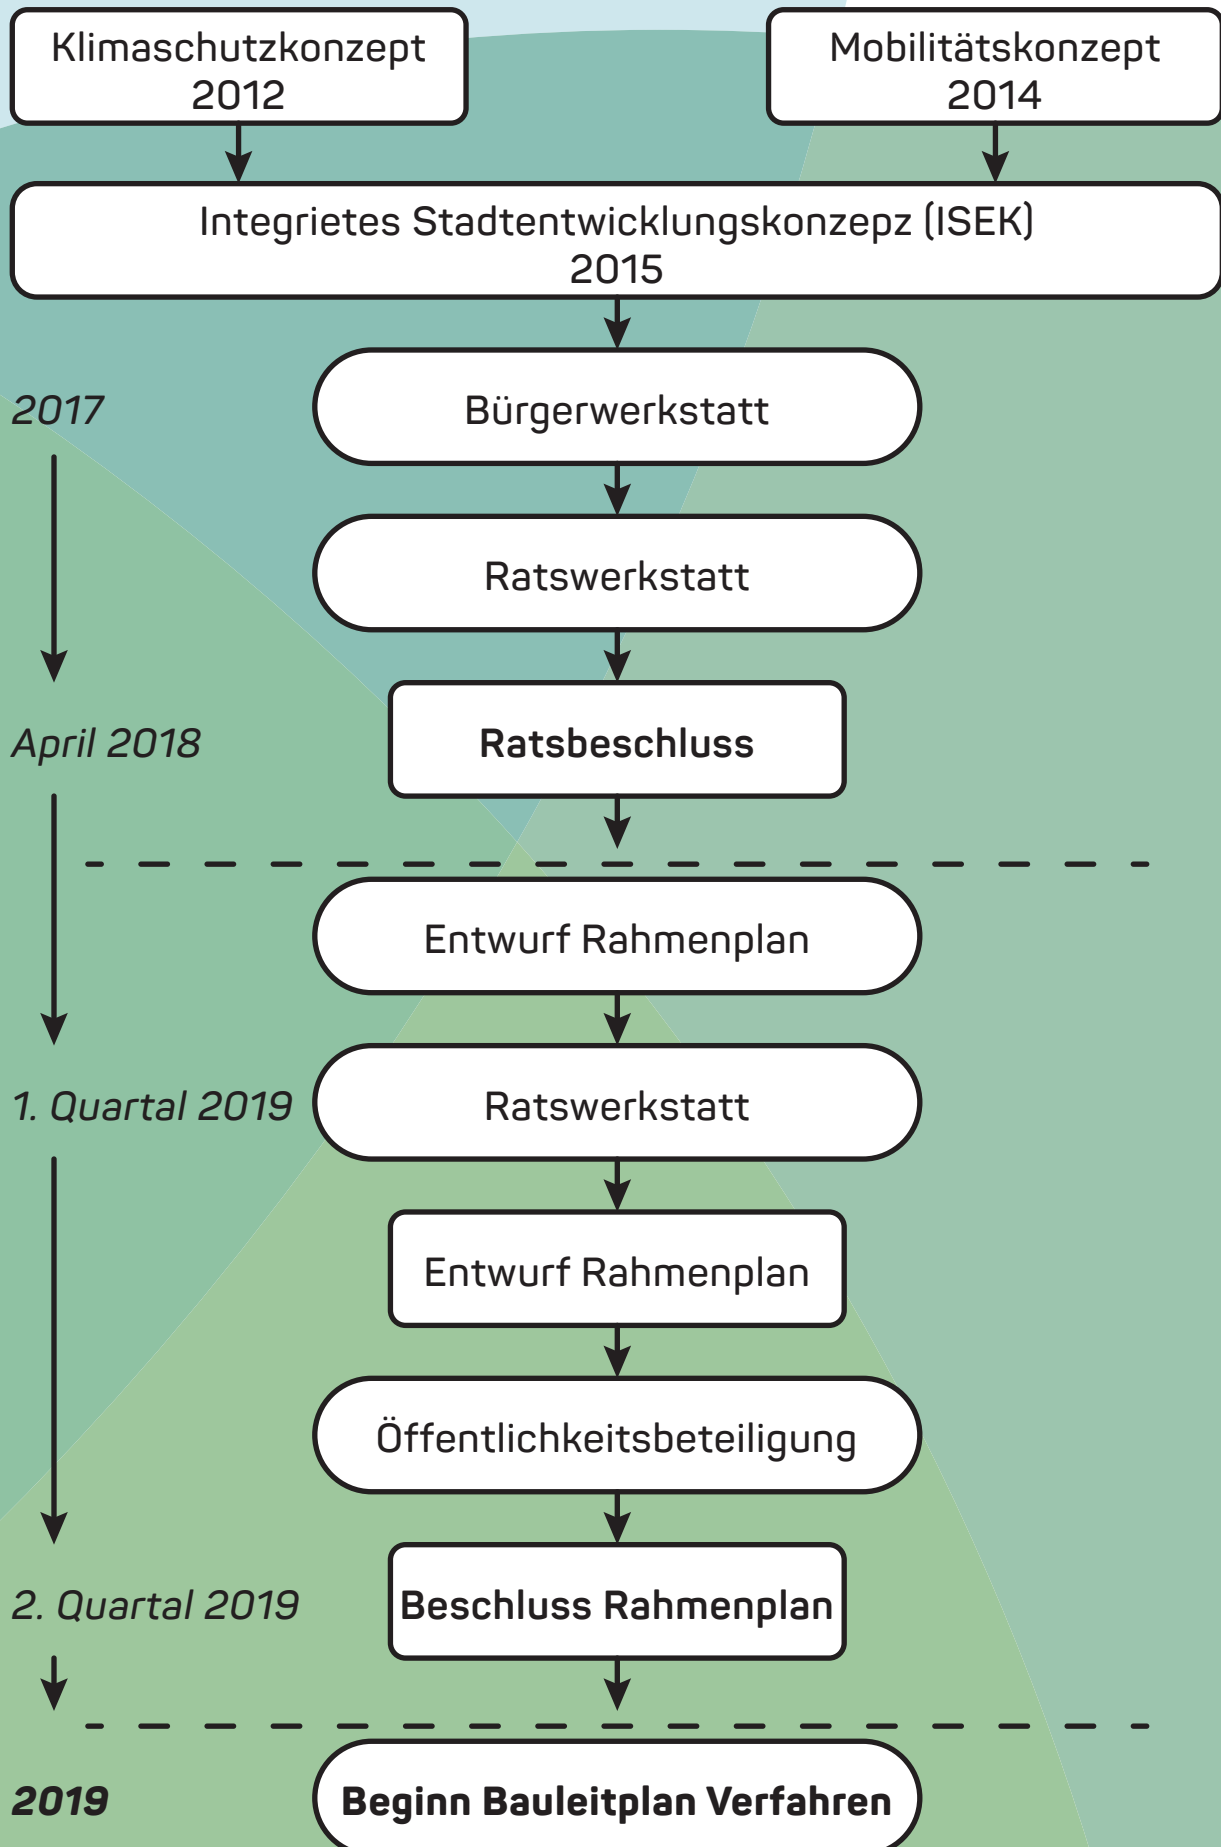 Klimaschutzkonzept
2012
Mobilitätskonzept
2014
Integrietes Stadtentwicklungskonzepz (ISEK)
2015
2017
Bürgerwerkstatt
Ratswerkstatt
April 2018
Ratsbeschluss
Entwurf Rahmenplan
1. Quartal 2019
Ratswerkstatt
Entwurf Rahmenplan
Öffentlichkeitsbeteiligung
2. Quartal 2019
Beschluss Rahmenplan
2019
Beginn Bauleitplan Verfahren